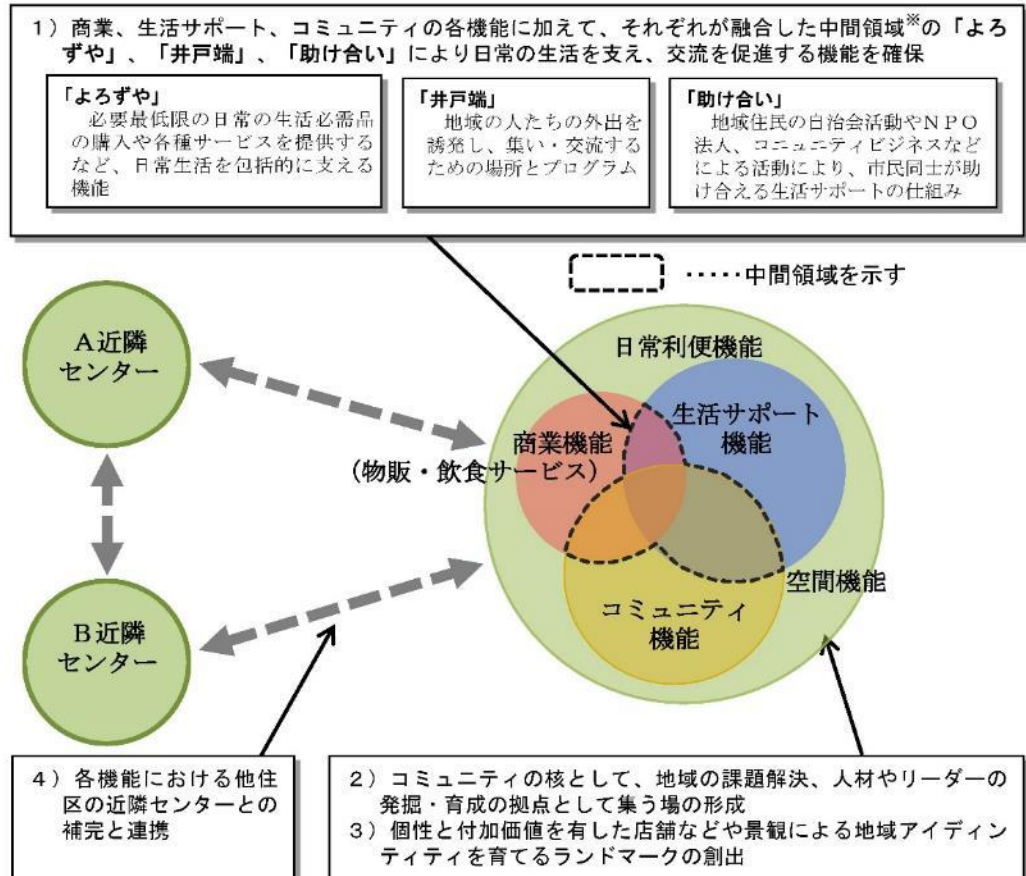 1）商業、生活サポート、コミュニティの各機能に加えて、それぞれが融合した中間領域※の「よろ
ずや」、「井戸端」、「助け合い」により日常の生活を支え、交流を促進する機能を確保
「よろずや」
必要最低限の日常の生活必需品
の購入や各種サービスを提供する
など、日常生活を包括的に支える
機能
「井戸端」
地域の人たちの外出を
誘発し、集い・交流する
ための場所とプログラム
「助け合い」
地域住民の自治会活動やＮＰＯ
法人、コニュニティビジネスなど
による活動により、市民同士が助
け合える生活サポートの仕組み
……中間領域を示す
Ａ近隣
センター
Ｂ近隣
センター
日常利便機能
生活サポート
機能
商業機能
（物販・飲食サービス）
空間機能
コミュニティ
機能
4）各機能における他住
区の近隣センターとの
補完と連携
2）コミュニティの核として、地域の課題解決、人材やリーダーの
発掘・育成の拠点として集う場の形成
3）個性と付加価値を有した店舗などや景観による地域アイディン
ティティを育てるランドマークの創出